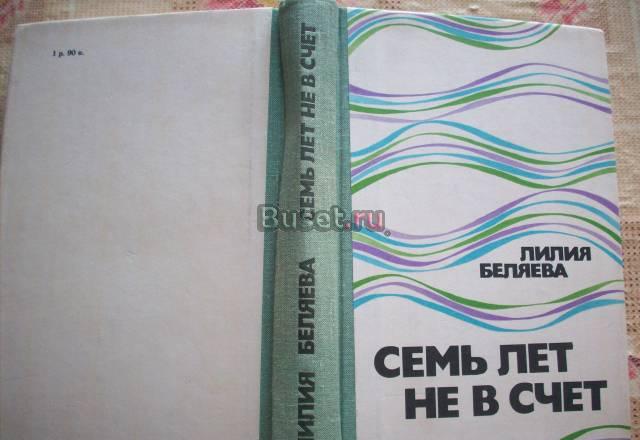 1 р. 90 к.
ЛИЛИЯ БЕЛЯЕВА СЕМЬ ЛЕТ НЕ В СЧЕТ
ЛИЛИЯ
БЕЛЯЕВА
СЕМЬ ЛЕТ
НЕ В СЧЕТ
Buset.ru